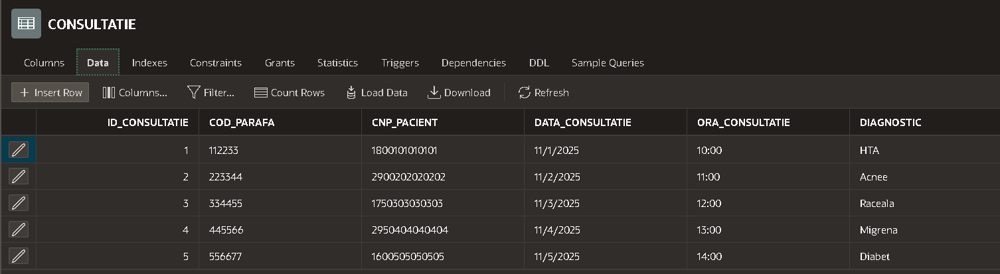 CONSULTATIE
Columns Data Indexes Constraints Grants Statistics Triggers Dependencies DDL Sample Queries
+ Insert Row Columns... Filter... Count Rows Load Data Download Refresh
ID_CONSULTATIE COD_PARAFA CNP_PACIENT DATA_CONSULTATIE ORA_CONSULTATIE DIAGNOSTIC
1 112233 1800101010101 11/1/2025 10:00 HTA
2 223344 2900202020202 11/2/2025 11:00 Acnee
3 334455 1750303030303 11/3/2025 12:00 Raceala
4 445566 2950404040404 11/4/2025 13:00 Migrena
5 556677 1600505050505 11/5/2025 14:00 Diabet